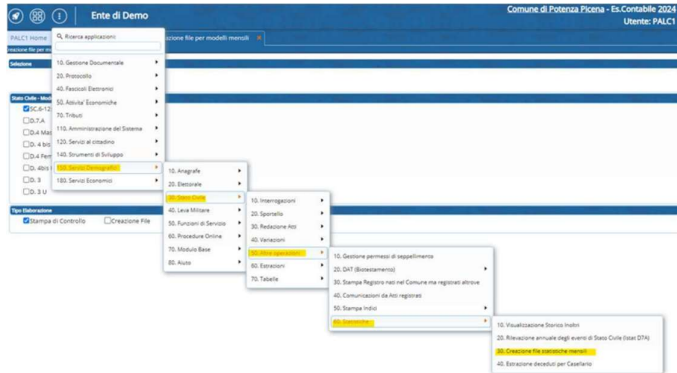 Ente di Demo
Comune di Potenza Picena - Es.Contabile 2024
Utente: PALC1
PALC1 Home
Ricerca applicazioni
azione file per modelli mensili
Selezione
10. Gestione Documentale
20. Protocollo
40. Fascicoli Elettronici
50. Attivita' Economiche
70. Tributi
110. Amministrazione del Sistema
120. Servizi al cittadino
140. Strumenti di Sviluppo
150. Servizi Demografici
180. Servizi Economici
Stato Civile - Mod
SC.6-12
D.7.A
D.4 Mas
D. 4 bis
D.4 Fem
D. 4bis
D. 3
D. 3 U
Tipo Elaborazione
Stampa di Controllo
Creazione File
10. Anagrafe
20. Elettorale
30. Stato Civile
40. Leva Militare
50. Funzioni di Servizio
60. Procedure Online
70. Modulo Base
80. Aiuto
10. Interrogazioni
20. Sportello
30. Redazione Atti
40. Variazioni
50. Altre operazioni
60. Estrazioni
70. Tabelle
10. Gestione permessi di seppellimento
20. DAT (Biotestamento)
30. Stampa Registro nati nel Comune ma registrati altrove
40. Comunicazioni da Atti registrati
50. Stampa Indici
60. Statistiche
10. Visualizzazione Storico Inoltri
20. Rilevazione annuale degli eventi di Stato Civile (Istat D7A)
30. Creazione file statistiche mensili
40. Estrazione deceduti per Casellario